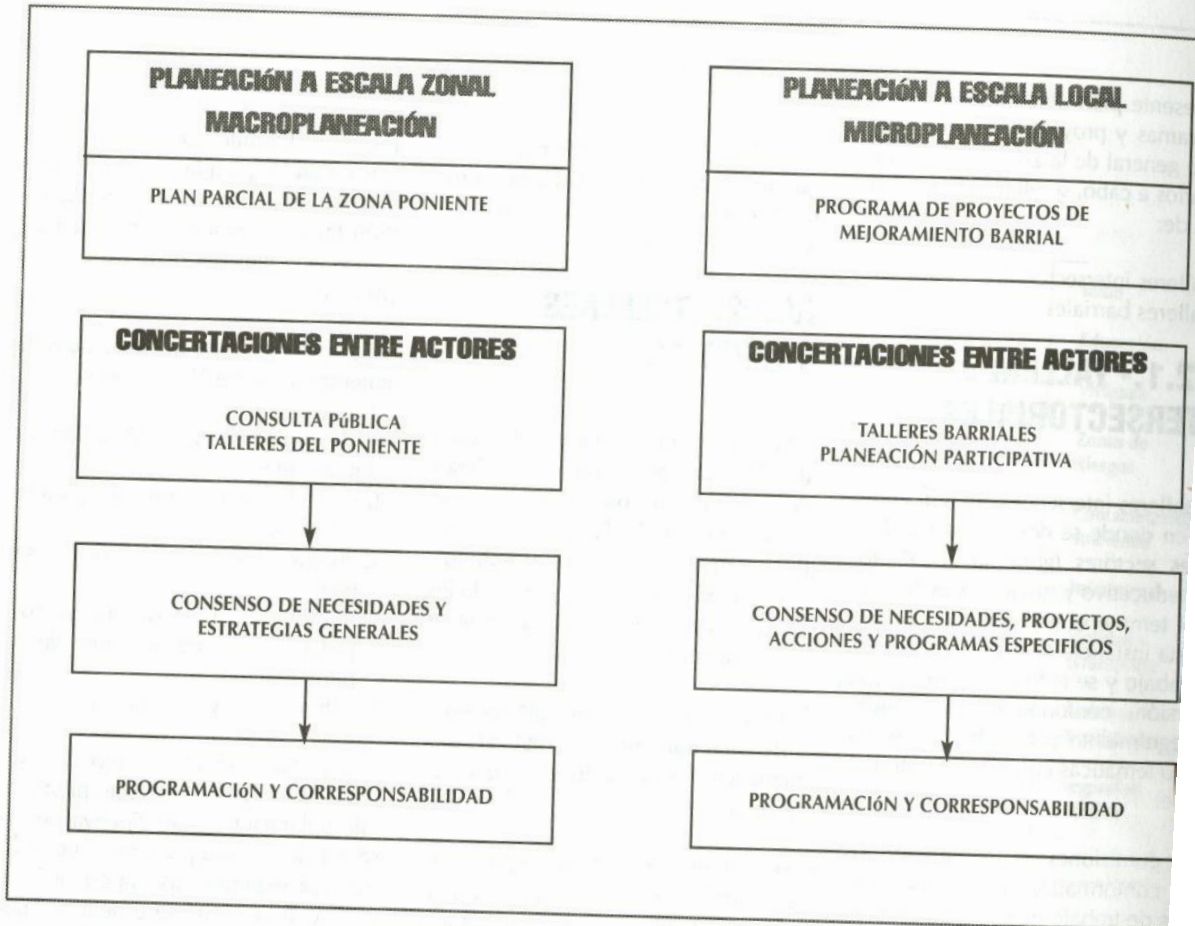 PLANEACIóN A ESCALA ZONAL
MACROPLANEACIÓN
PLAN PARCIAL DE LA ZONA PONIENTE
CONCERTACIONES ENTRE ACTORES
CONSULTA PúBLICA
TALLERES DEL PONIENTE
CONSENSO DE NECESIDADES Y
ESTRATEGIAS GENERALES
PROGRAMACIóN Y CORRESPONSABILIDAD
PLANEACIóN A ESCALA LOCAL
MICROPLANEACIÓN
PROGRAMA DE PROYECTOS DE
MEJORAMIENTO BARRIAL
CONCERTACIONES ENTRE ACTORES
TALLERES BARRIALES
PLANEACIÓN PARTICIPATIVA
CONSENSO DE NECESIDADES, PROYECTOS,
ACCIONES Y PROGRAMAS ESPECIFICOS
PROGRAMACIóN Y CORRESPONSABILIDAD